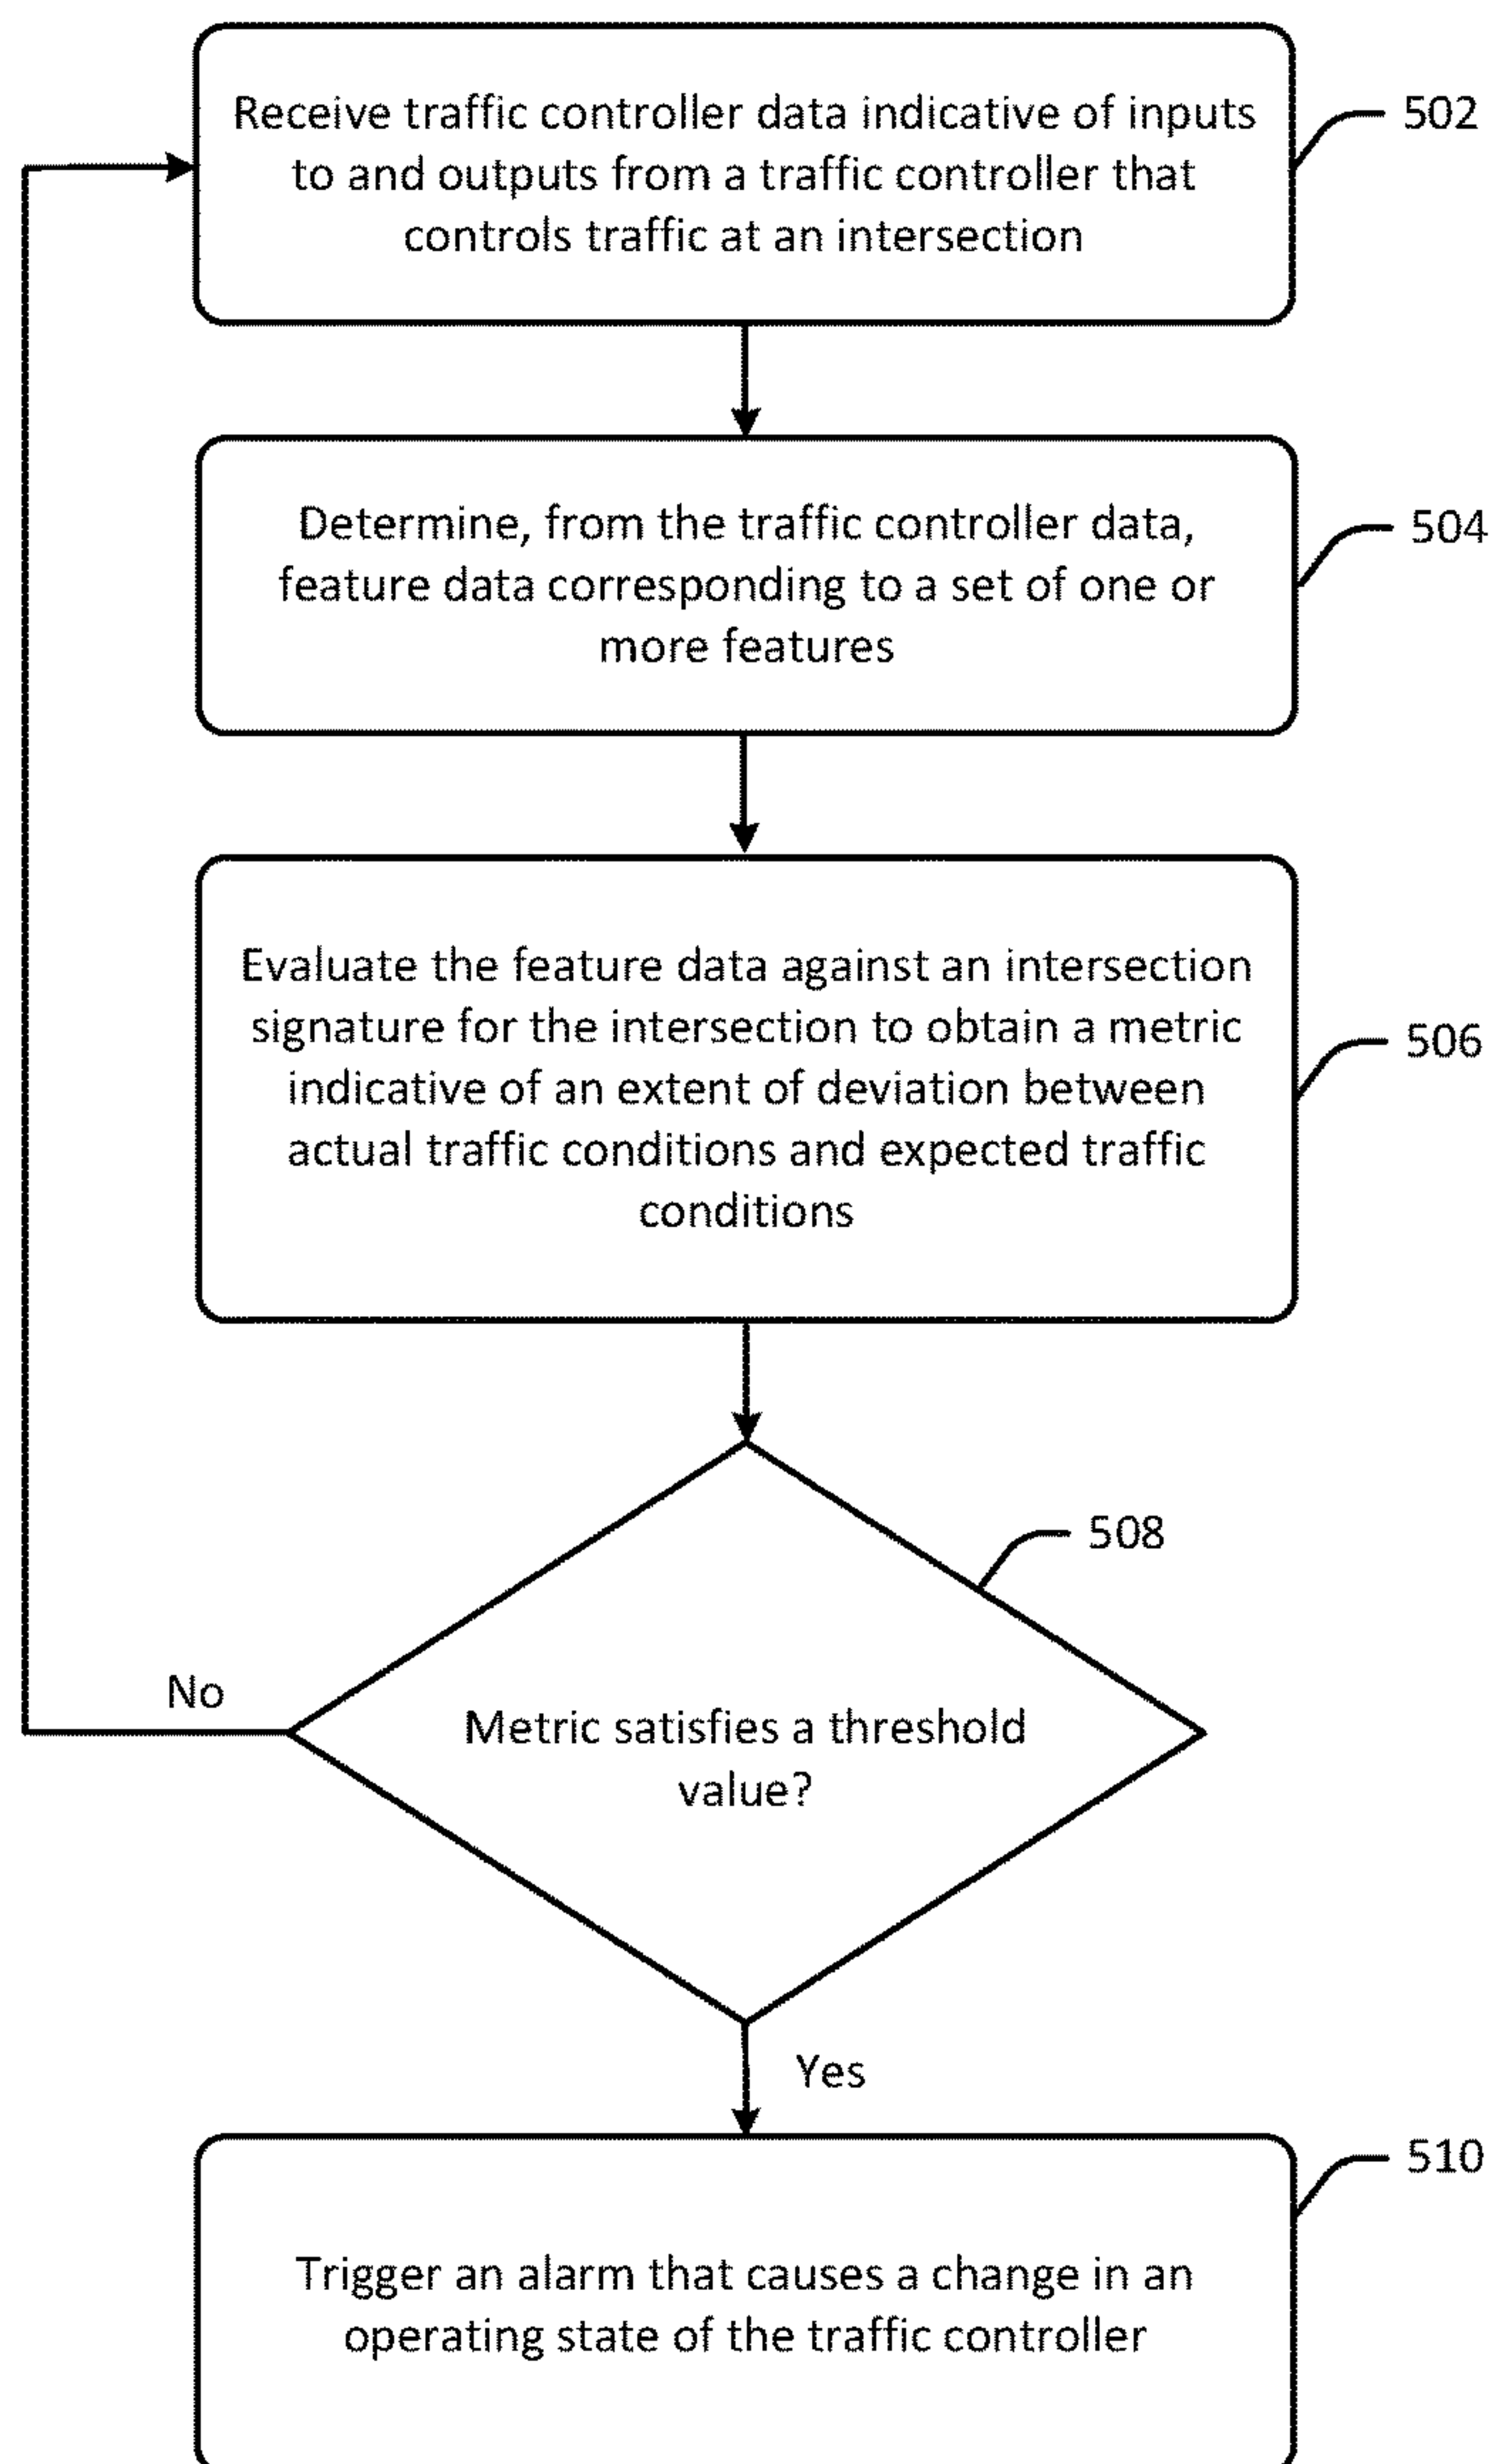 Receive traffic controller data indicative of inputs
to and outputs from a traffic controller that
controls traffic at an intersection
502
Determine, from the traffic controller data,
feature data corresponding to a set of one or
more features
504
Evaluate the feature data against an intersection
signature for the intersection to obtain a metric
indicative of an extent of deviation between
actual traffic conditions and expected traffic
conditions
506
508
No
Metric satisfies a threshold
value?
Yes
510
Trigger an alarm that causes a change in an
operating state of the traffic controller